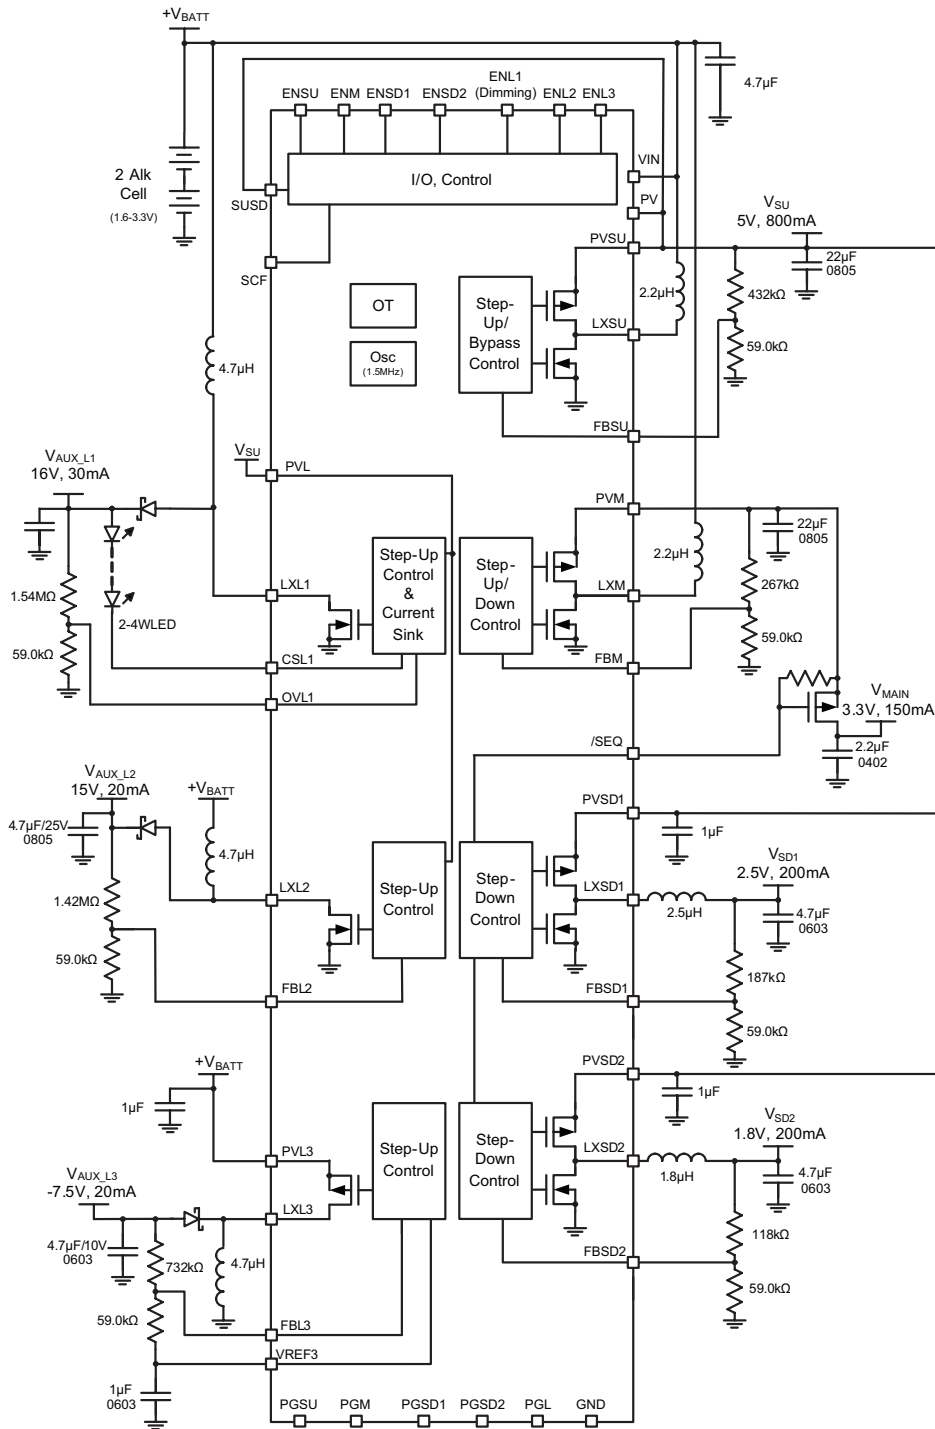 +VBATT
4.7µF
ENSU
ENM
ENSD1
ENSD2
ENL1
(Dimming)
ENL2
ENL3
2 Alk
Cell
(1.6-3.3V)
I/O, Control
VIN
PV
SUSD
SCF
PVSU
VSU
5V, 800mA
22µF
0805
432kΩ
59.0kΩ
2.2µH
LXSU
FBSU
OT
Osc
(1.5MHz)
Step-
Up/
Bypass
Control
4.7µH
VSU
PVL
VAUX_L1
16V, 30mA
1.54MΩ
59.0kΩ
2-4WLED
LXL1
CSL1
OVL1
Step-Up
Control
&
Current
Sink
Step-
Up/
Down
Control
PVM
LXM
FBM
2.2µH
22µF
0805
267kΩ
59.0kΩ
VMAIN
3.3V, 150mA
2.2µF
0402
/SEQ
VAUX_L2
15V, 20mA
4.7µF/25V
0805
+VBATT
4.7µH
1.42MΩ
59.0kΩ
LXL2
FBL2
Step-Up
Control
Step-
Down
Control
PVSD1
1µF
LXSD1
2.5µH
VSD1
2.5V, 200mA
4.7µF
0603
187kΩ
59.0kΩ
FBSD1
+VBATT
1µF
PVL3
VAUX_L3
-7.5V, 20mA
LXL3
4.7µF/10V
0603
732kΩ
4.7µH
59.0kΩ
FBL3
VREF3
1µF
0603
Step-Up
Control
Step-
Down
Control
PVSD2
1µF
LXSD2
1.8µH
VSD2
1.8V, 200mA
4.7µF
0603
118kΩ
59.0kΩ
FBSD2
PGSU
PGM
PGSD1
PGSD2
PGL
GND